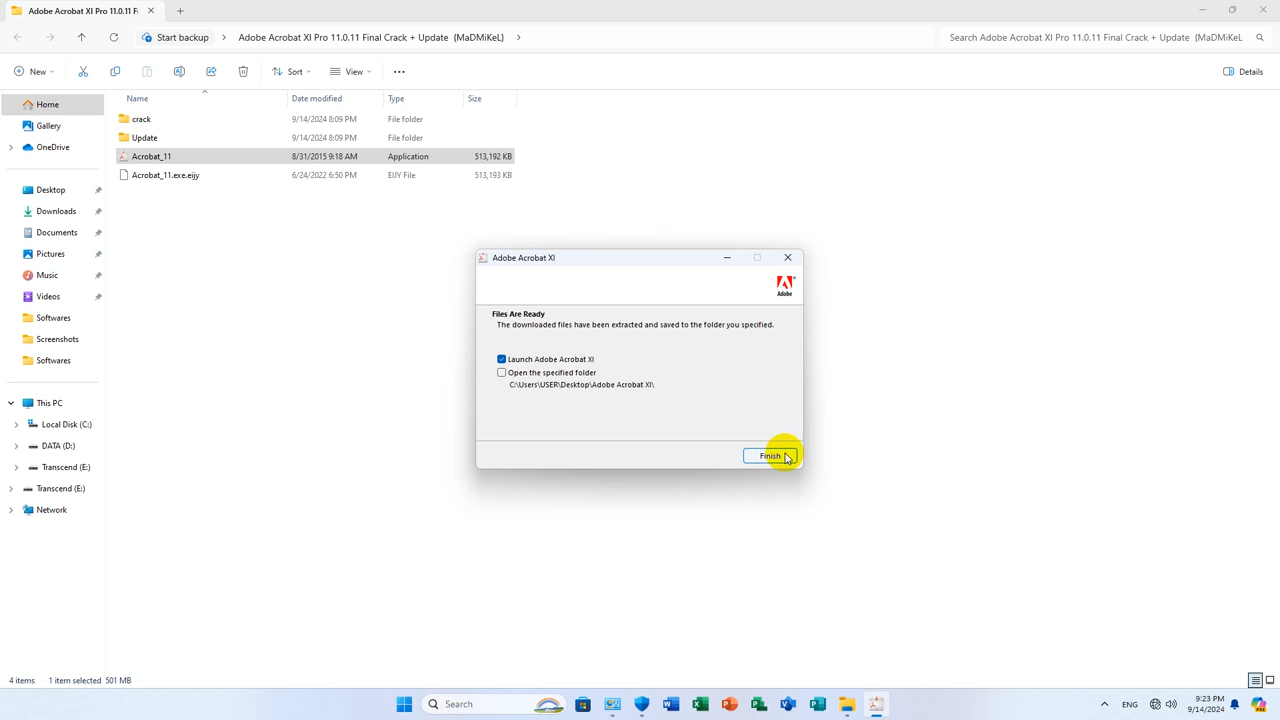 Adobe Acrobat XI Pro 11.0.11 Fi
Start backup
Adobe Acrobat XI Pro 11.0.11 Final Crack + Update {MaDMiKeL}
Search Adobe Acrobat XI Pro 11.0.11 Final Crack + Update {MaDMiKeL
New
Sort
View
Details
Name
Date modified
Type
Size
crack
9/14/2024 8:09 PM
File folder
Update
9/14/2024 8:09 PM
File folder
Acrobat_11
8/31/2015 9:18 AM
Application
513,192 KB
Acrobat_11.exe.eijy
6/24/2022 6:50 PM
EIJY File
513,193 KB
Home
Gallery
OneDrive
Desktop
Downloads
Documents
Pictures
Music
Videos
Softwares
Screenshots
Softwares
This PC
Local Disk (C:)
DATA (D:)
Transcend (E:)
Transcend (E:)
Network
Adobe Acrobat XI
Adobe
Files Are Ready
The downloaded files have been extracted and saved to the folder you specified.
Launch Adobe Acrobat XI
Open the specified folder
C:\Users\USER\Desktop\Adobe Acrobat XI\
Finish
4 items
1 item selected 501 MB
Search
ENG
9:23 PM
9/14/2024